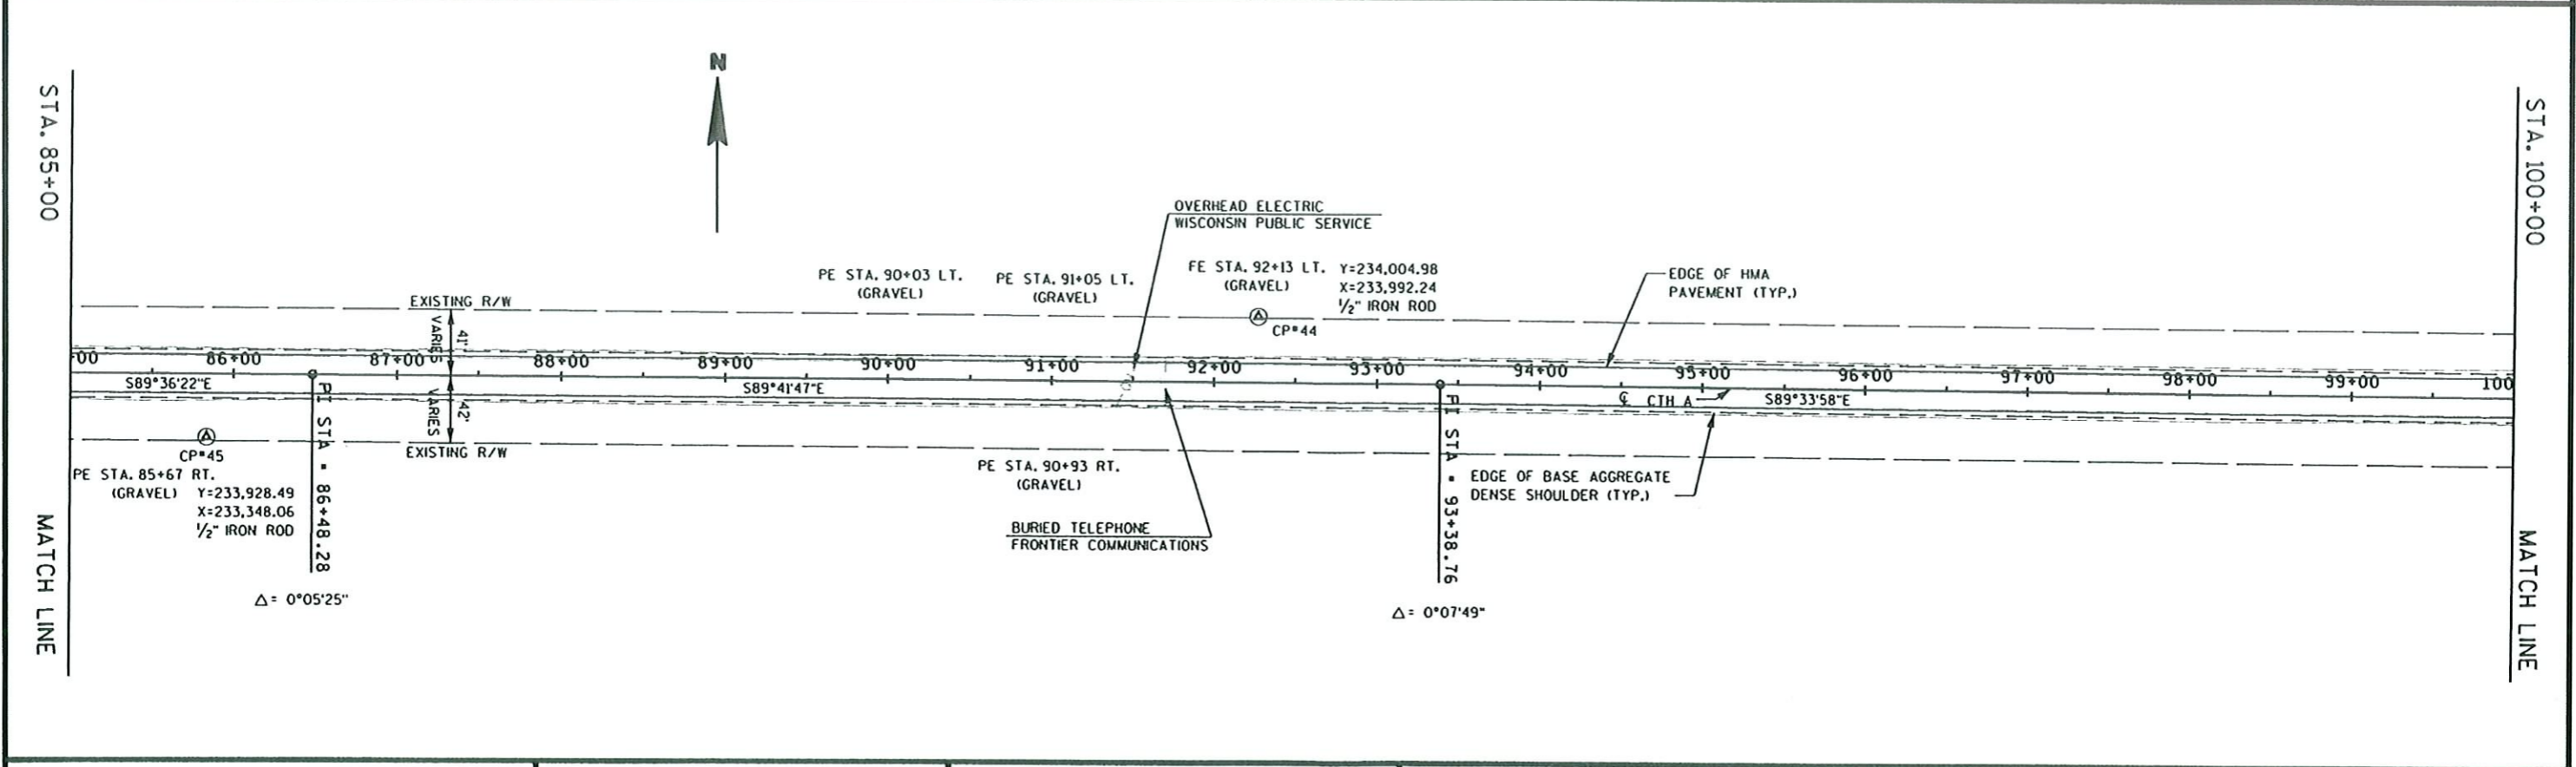 N
STA. 85+00
STA. 100+00
OVERHEAD ELECTRIC
WISCONSIN PUBLIC SERVICE
PE STA. 90+03 LT.
(GRAVEL)
PE STA. 91+05 LT.
(GRAVEL)
FE STA. 92+13 LT.
(GRAVEL)
Y=234,004.98
X=233,992.24
1/2" IRON ROD
CP#44
EDGE OF HMA
PAVEMENT (TYP.)
EXISTING R/W
41'
VARIES
00 86+00 87+00 88+00 89+00 90+00 91+00 92+00 93+00 94+00 95+00 96+00 97+00 98+00 99+00 100
S89°36'22"E
S89°41'47"E
℄ CTH A
S89°33'58"E
42'
VARIES
EXISTING R/W
CP#45
PE STA. 85+67 RT.
(GRAVEL)
Y=233,928.49
X=233,348.06
1/2" IRON ROD
PI STA = 86+48.28
Δ= 0°05'25"
PE STA. 90+93 RT.
(GRAVEL)
BURIED TELEPHONE
FRONTIER COMMUNICATIONS
PI STA = 93+38.76
Δ= 0°07'49"
EDGE OF BASE AGGREGATE
DENSE SHOULDER (TYP.)
MATCH LINE
MATCH LINE